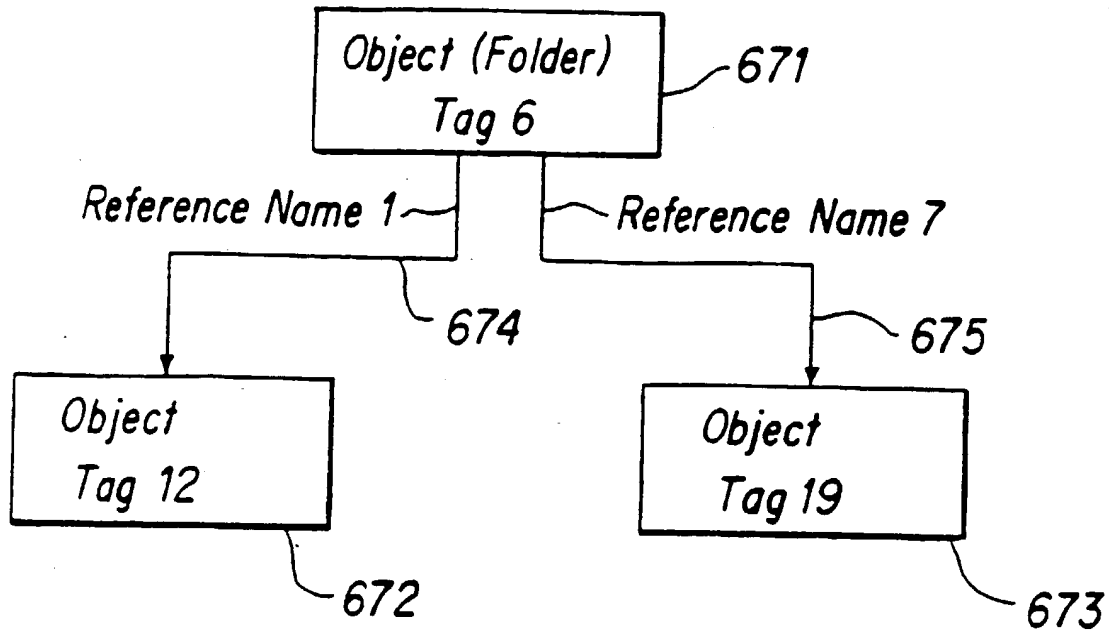 Object (Folder)
Tag 6
671
Reference Name 1
Reference Name 7
674
675
Object
Tag 12
Object
Tag 19
672
673